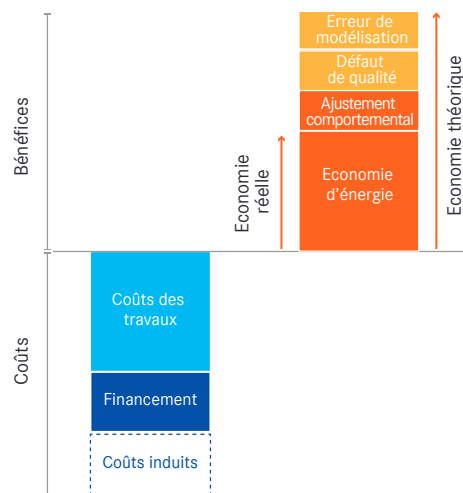 Bénéfices
Coûts
Erreur de
modélisation
Défaut
de qualité
Ajustement
comportemental
Economie
d'énergie
Economie
réelle
Economie théorique
Coûts des
travaux
Financement
Coûts induits